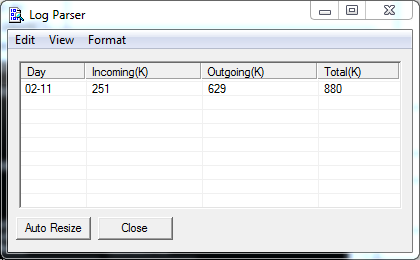 Log Parser
Edit View Format
Day Incoming(K) Outgoing(K) Total(K)
02-11 251 629 880
Auto Resize Close